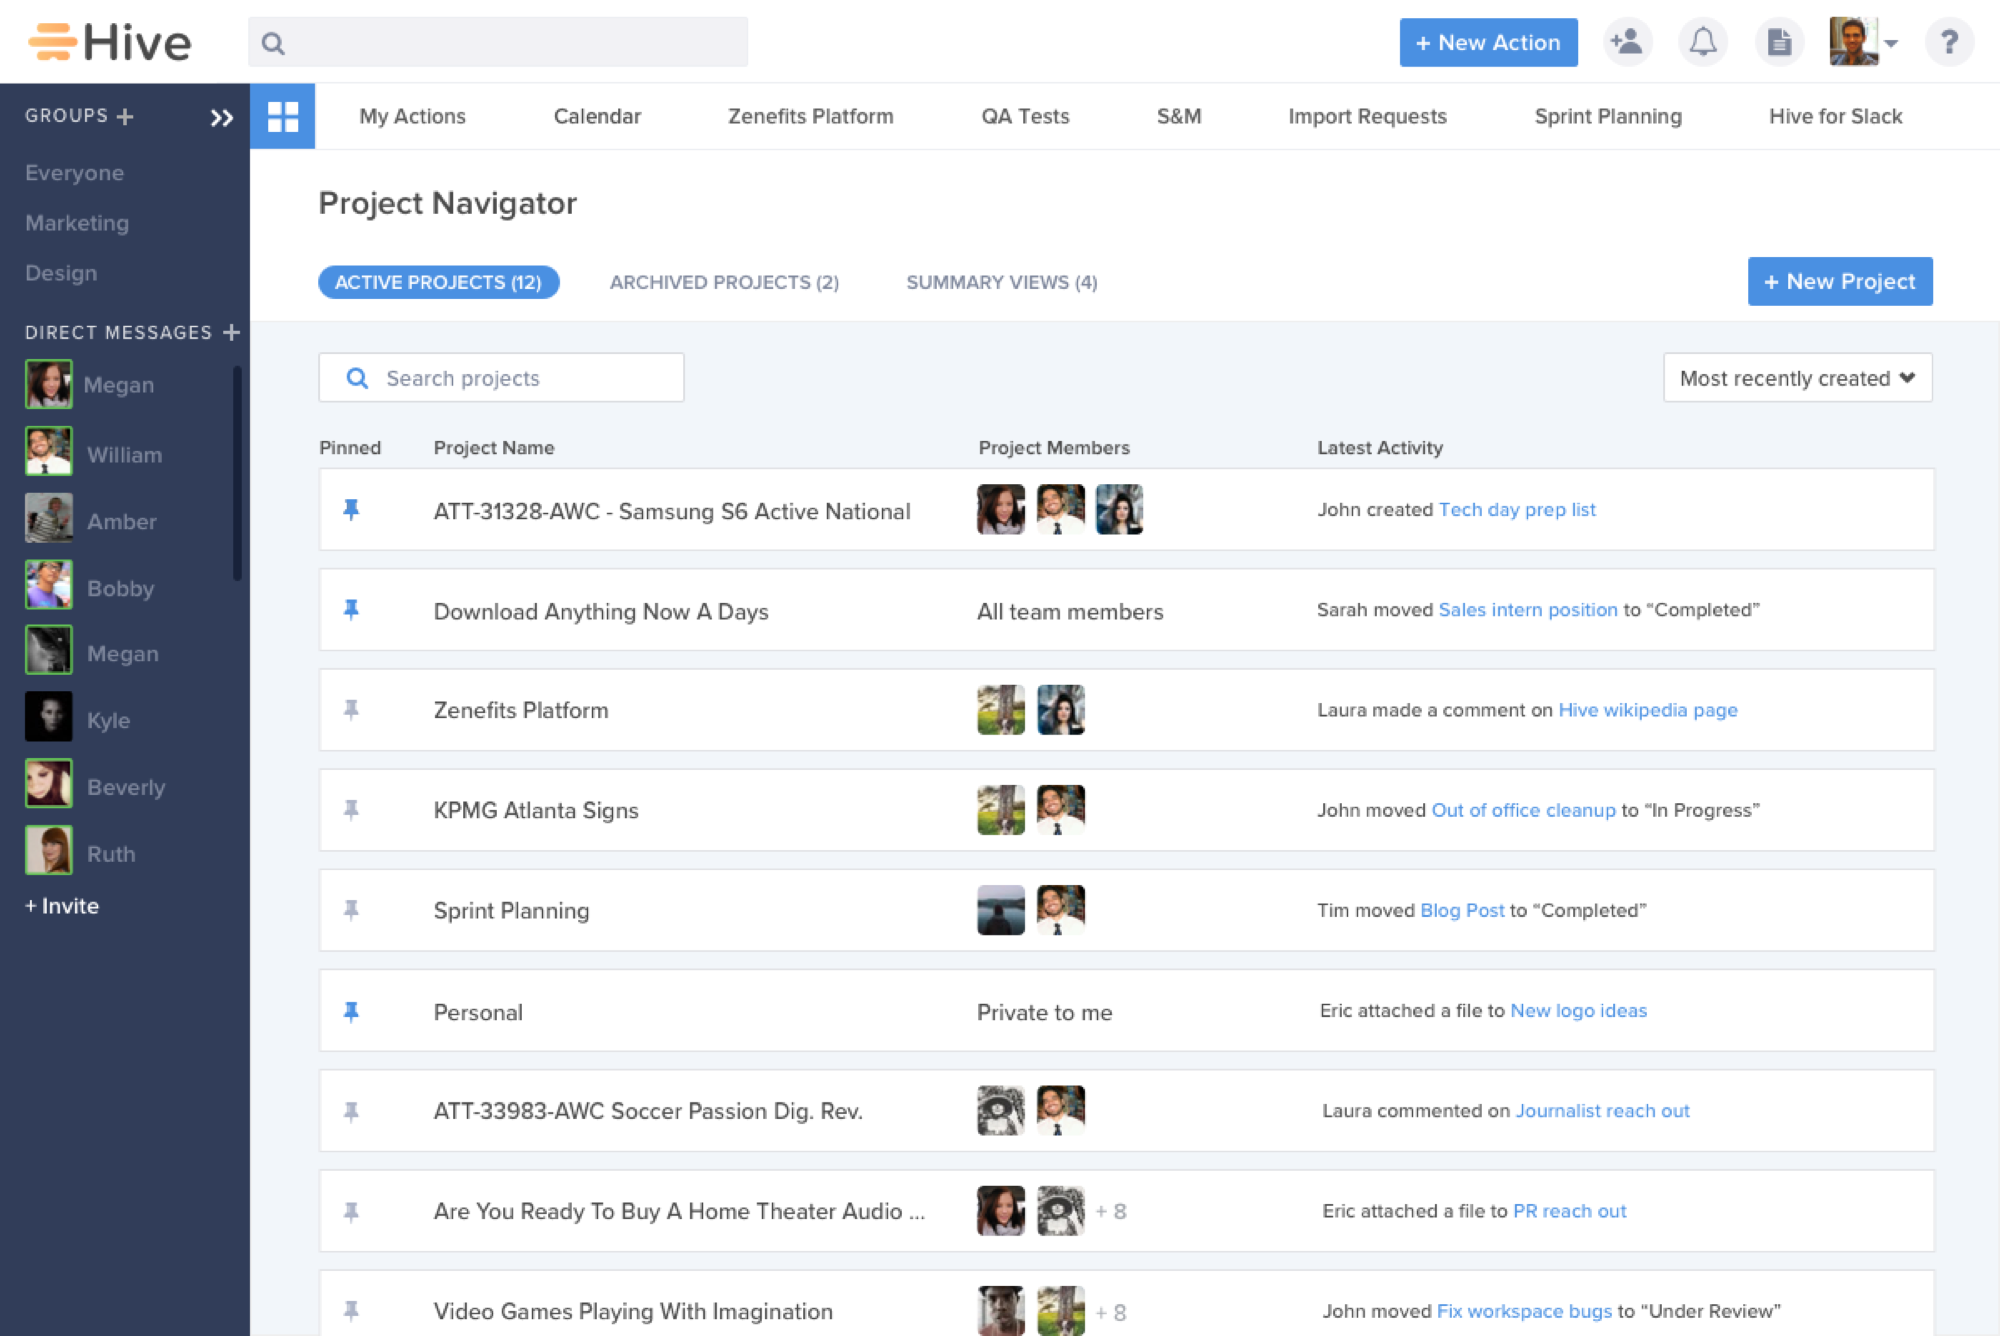 Hive
+ New Action
?
GROUPS +
My Actions
Calendar
Zenefits Platform
QA Tests
S&M
Import Requests
Sprint Planning
Hive for Slack
Everyone
Marketing
Design
DIRECT MESSAGES +
Megan
William
Amber
Bobby
Megan
Kyle
Beverly
Ruth
+ Invite
Project Navigator
ACTIVE PROJECTS (12)
ARCHIVED PROJECTS (2)
SUMMARY VIEWS (4)
+ New Project
Search projects
Most recently created
Pinned
Project Name
Project Members
Latest Activity
ATT-31328-AWC - Samsung S6 Active National
John created Tech day prep list
Download Anything Now A Days
All team members
Sarah moved Sales intern position to “Completed”
Zenefits Platform
Laura made a comment on Hive wikipedia page
KPMG Atlanta Signs
John moved Out of office cleanup to “In Progress”
Sprint Planning
Tim moved Blog Post to “Completed”
Personal
Private to me
Eric attached a file to New logo ideas
ATT-33983-AWC Soccer Passion Dig. Rev.
Laura commented on Journalist reach out
Are You Ready To Buy A Home Theater Audio ...
+ 8
Eric attached a file to PR reach out
Video Games Playing With Imagination
+ 8
John moved Fix workspace bugs to “Under Review”